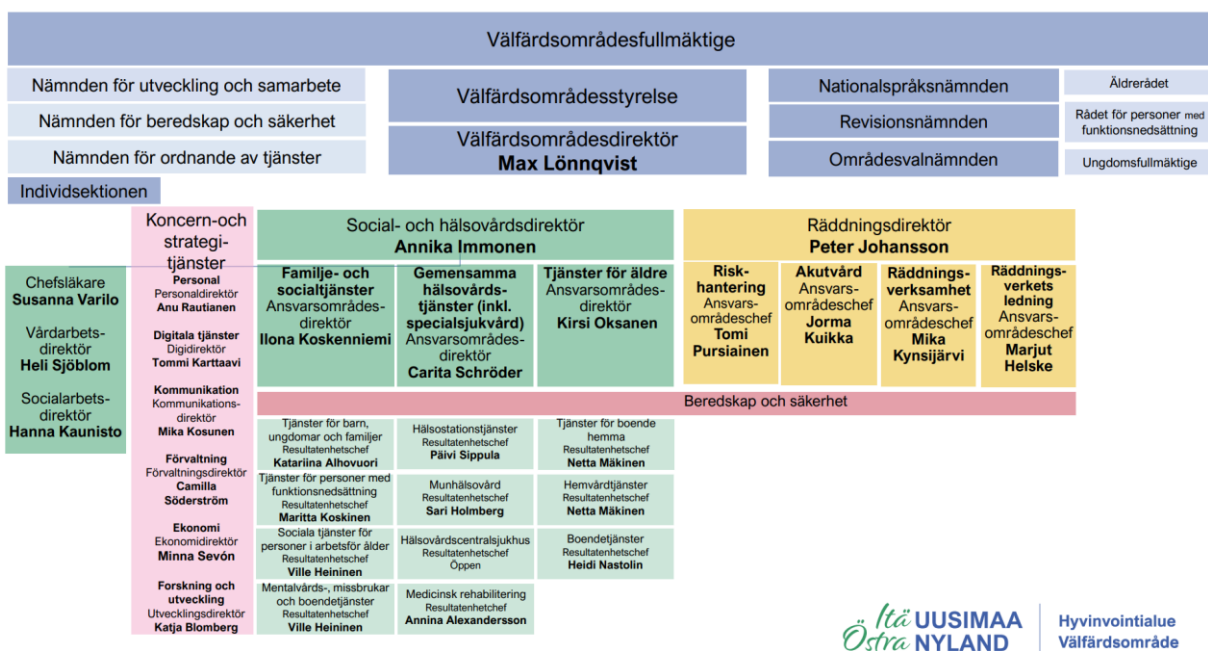 Välfärdsområdesfullmäktige
Nämnden för utveckling och samarbete
Nämnden för beredskap och säkerhet
Nämnden för ordnande av tjänster
Individsektionen
Välfärdsområdesstyrelse
Välfärdsområdesdirektör
Max Lönnqvist
Nationalspråksnämnden
Revisionsnämnden
Områdesvalnämnden
Äldrerådet
Rådet för personer med
funktionsnedsättning
Ungdomsfullmäktige
Chefsläkare
Susanna Varilo
Vårdarbets-
direktör
Heli Sjöblom
Socialarbets-
direktör
Hanna Kaunisto
Koncern-och
strategi-
tjänster
Personal
Personaldirektör
Anu Rautianen
Digitala tjänster
Digidirektör
Tommi Karttaavi
Kommunikation
Kommunikations-
direktör
Mika Kosunen
Förvaltning
Förvaltningsdirektör
Camilla
Söderström
Ekonomi
Ekonomidirektör
Minna Sevón
Forskning och
utveckling
Utvecklingsdirektör
Katja Blomberg
Social- och hälsovårdsdirektör
Annika Immonen
Familje- och
socialtjänster
Ansvarsområdes-
direktör
Ilona Koskenniemi
Gemensamma
hälsovårds-
tjänster (inkl.
specialsjukvård)
Ansvarsområdes-
direktör
Carita Schröder
Tjänster för äldre
Ansvarsområdes-
direktör
Kirsi Oksanen
Räddningsdirektör
Peter Johansson
Risk-
hantering
Ansvars-
områdeschef
Tomi
Pursiainen
Akutvård
Ansvars-
områdeschef
Jorma
Kuikka
Räddnings-
verksamhet
Ansvars-
områdeschef
Mika
Kynsijärvi
Räddnings-
verkets
ledning
Ansvars-
områdeschef
Marjut
Helske
Beredskap och säkerhet
Tjänster för barn,
ungdomar och familjer
Resultatenhetschef
Katariina Alhovuori
Tjänster för personer med
funktionsnedsättning
Resultatenhetschef
Maritta Koskinen
Sociala tjänster för
personer i arbetsför ålder
Resultatenhetschef
Ville Heininen
Mentalvårds-, missbrukar
och boendetjänster
Resultatenhetschef
Ville Heininen
Hälsostationstjänster
Resultatenhetschef
Päivi Sippula
Munhälsovård
Resultatenhetschef
Sari Holmberg
Hälsovårdscentralsjukhus
Resultatenhetschef
Öppen
Medicinsk rehabilitering
Resultatenhetchef
Annina Alexandersson
Tjänster för boende
hemma
Resultatenhetschef
Netta Mäkinen
Hemvårdtjänster
Resultatenhetschef
Netta Mäkinen
Boendetjänster
Resultatenhetschef
Heidi Nastolin
Itä UUSIMAA
Östra NYLAND
Hyvinvointialue
Välfärdsområde